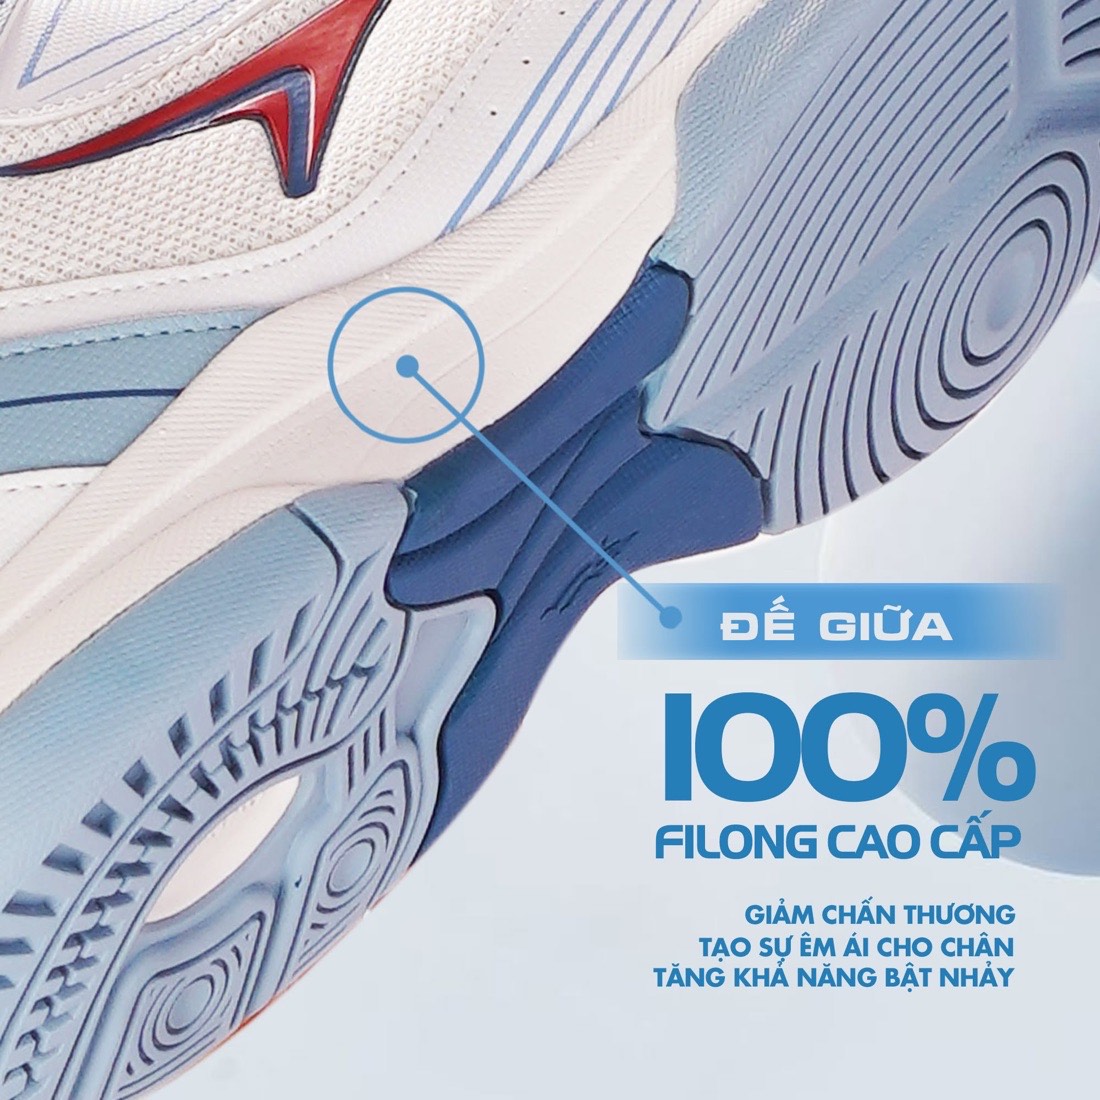 ĐẾ GIỮA
100%
FILONG CAO CẤP
GIẢM CHẤN THƯƠNG
TẠO SỰ ÊM ÁI CHO CHÂN
TĂNG KHẢ NĂNG BẬT NHẢY